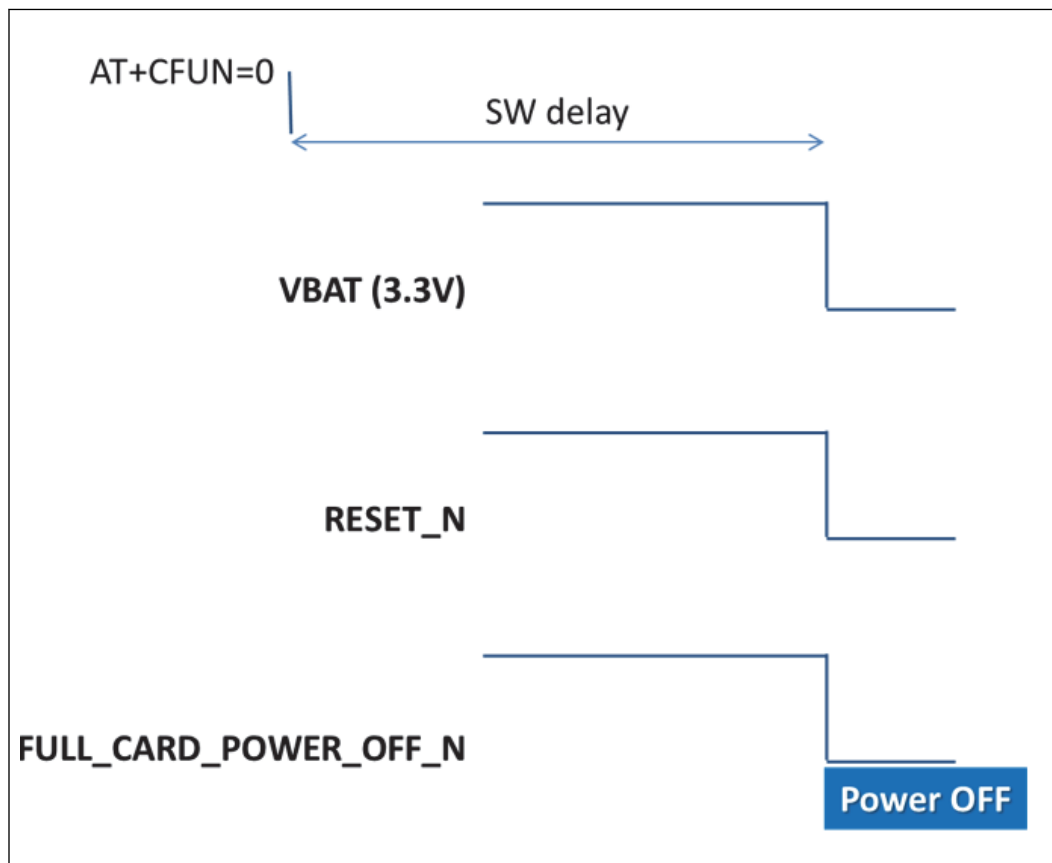 AT+CFUN=0
SW delay
VBAT (3.3V)
RESET_N
FULL_CARD_POWER_OFF_N
Power OFF